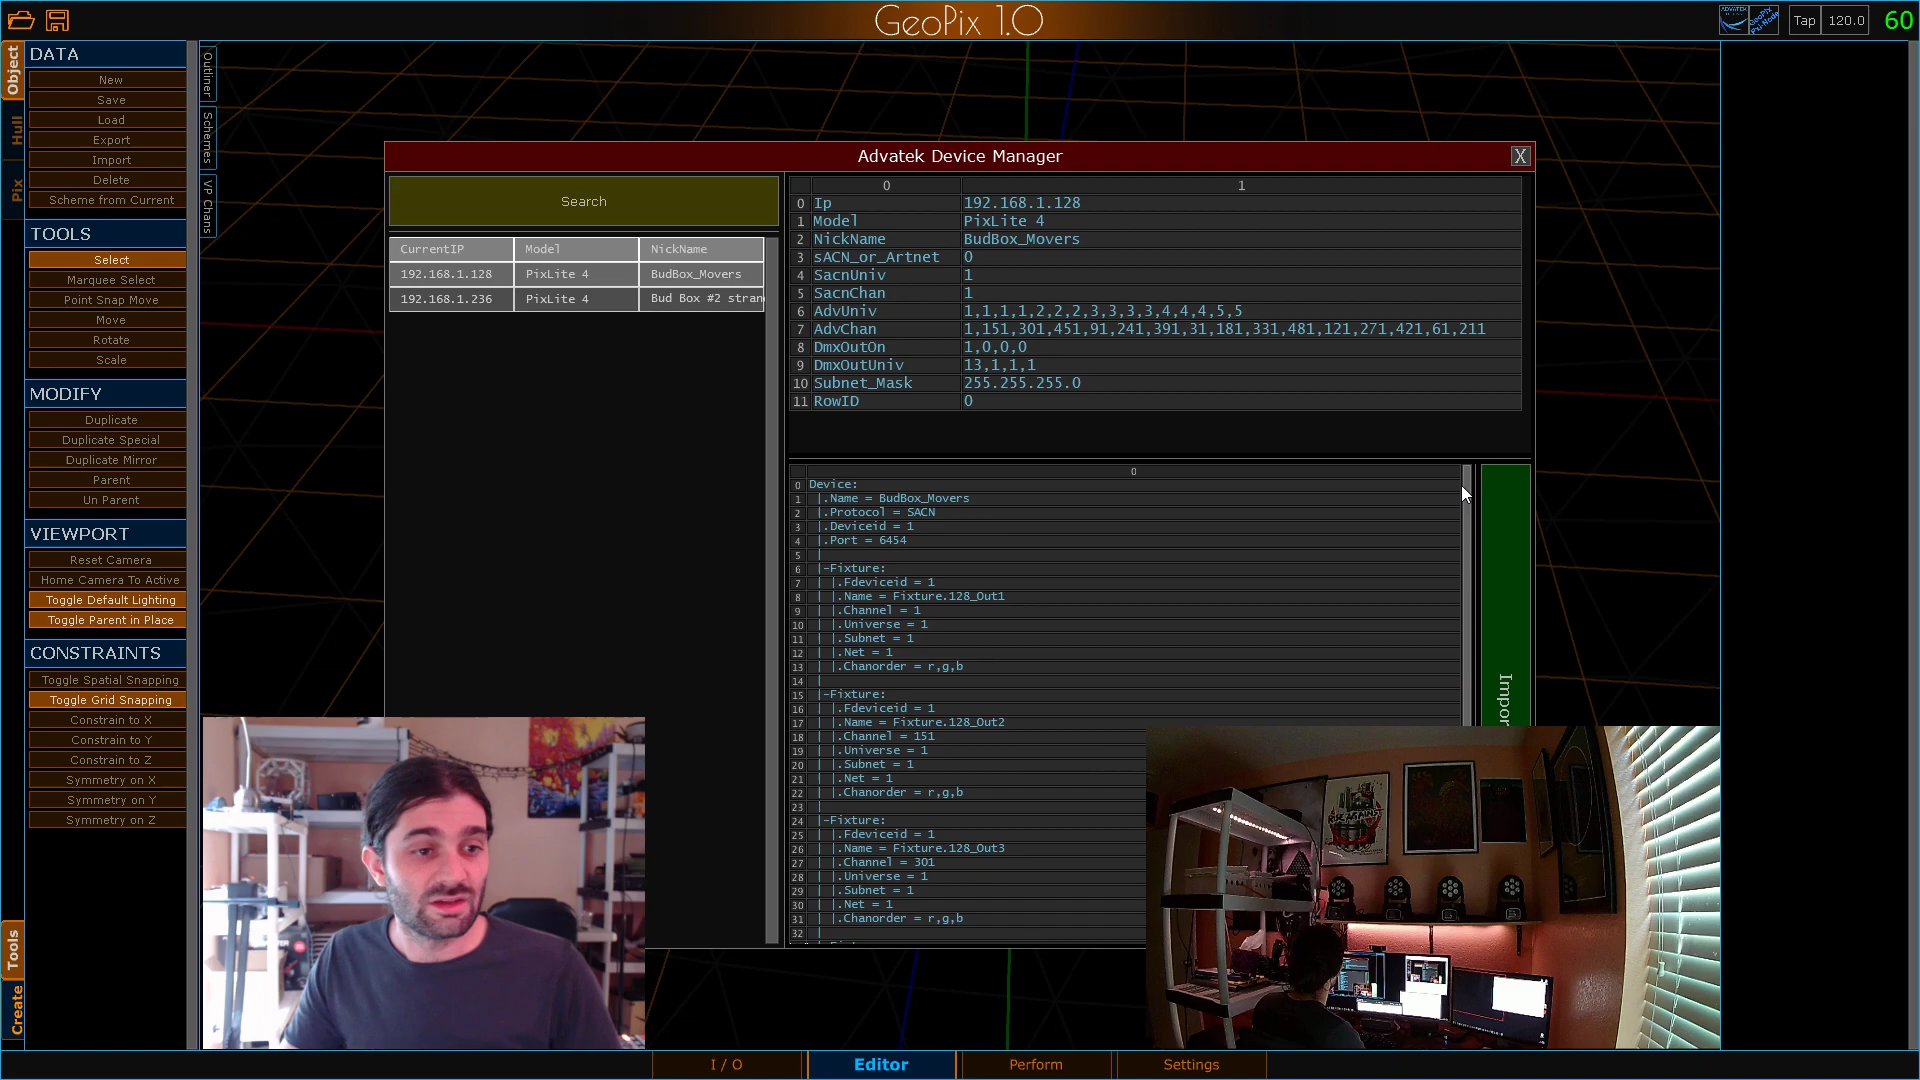 GeoPix 1.0
ADVATEK
GeoPix
Pix-Node
Tap
120.0
60
Object
Hull
Pix
Tools
Create
DATA
New
Save
Load
Export
Import
Delete
Scheme from Current
TOOLS
Select
Marquee Select
Point Snap Move
Move
Rotate
Scale
MODIFY
Duplicate
Duplicate Special
Duplicate Mirror
Parent
Un Parent
VIEWPORT
Reset Camera
Home Camera To Active
Toggle Default Lighting
Toggle Parent in Place
CONSTRAINTS
Toggle Spatial Snapping
Toggle Grid Snapping
Constrain to X
Constrain to Y
Constrain to Z
Symmetry on X
Symmetry on Y
Symmetry on Z
Outliner
Schemes
VP Chans
Advatek Device Manager
X
Search
CurrentIP Model NickName
192.168.1.128 PixLite 4 BudBox_Movers
192.168.1.236 PixLite 4 Bud Box #2 stran
0 1
0 Ip 192.168.1.128
1 Model PixLite 4
2 NickName BudBox_Movers
3 sACN_or_Artnet 0
4 SacnUniv 1
5 SacnChan 1
6 AdvUniv 1,1,1,1,2,2,2,3,3,3,3,4,4,4,5,5
7 AdvChan 1,151,301,451,91,241,391,31,181,331,481,121,271,421,61,211
8 DmxOutOn 1,0,0,0
9 DmxOutUniv 13,1,1,1
10 Subnet_Mask 255.255.255.0
11 RowID 0
0
0 Device:
1 |.Name = BudBox_Movers
2 |.Protocol = SACN
3 |.Deviceid = 1
4 |.Port = 6454
5 |
6 |-Fixture:
7 | |.Fdeviceid = 1
8 | |.Name = Fixture.128_Out1
9 | |.Channel = 1
10 | |.Universe = 1
11 | |.Subnet = 1
12 | |.Net = 1
13 | |.Chanorder = r,g,b
14 |
15 |-Fixture:
16 | |.Fdeviceid = 1
17 | |.Name = Fixture.128_Out2
18 | |.Channel = 151
19 | |.Universe = 1
20 | |.Subnet = 1
21 | |.Net = 1
22 | |.Chanorder = r,g,b
23 |
24 |-Fixture:
25 | |.Fdeviceid = 1
26 | |.Name = Fixture.128_Out3
27 | |.Channel = 301
28 | |.Universe = 1
29 | |.Subnet = 1
30 | |.Net = 1
31 | |.Chanorder = r,g,b
32 |
Impor
RISE AGAINST
I / O
Editor
Perform
Settings